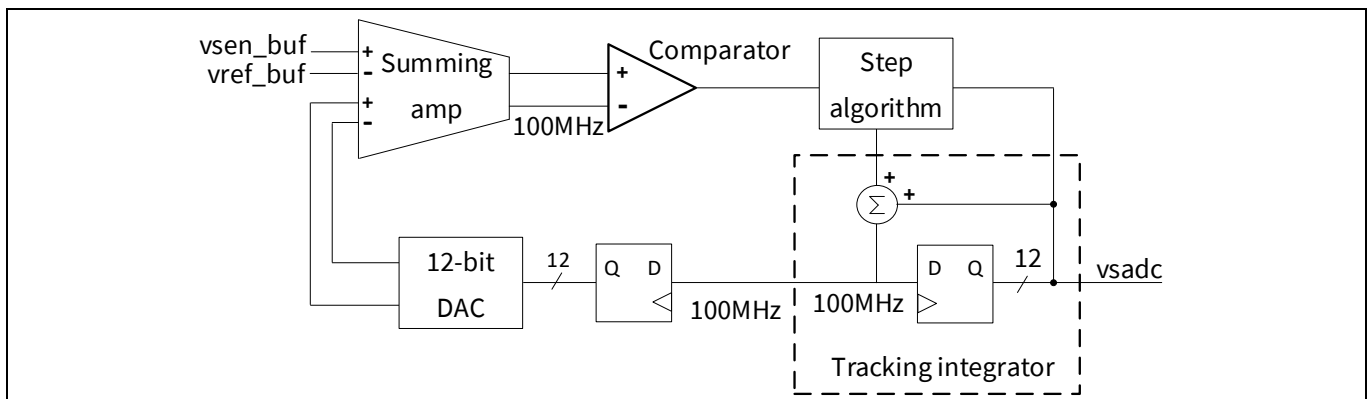 vsen_buf
vref_buf
+
-
+
-
Summing
amp
100MHz
+
-
Comparator
Step
algorithm
+
+
Σ
12-bit
DAC
12
Q D
100MHz
100MHz
D Q
12
vsadc
Tracking integrator